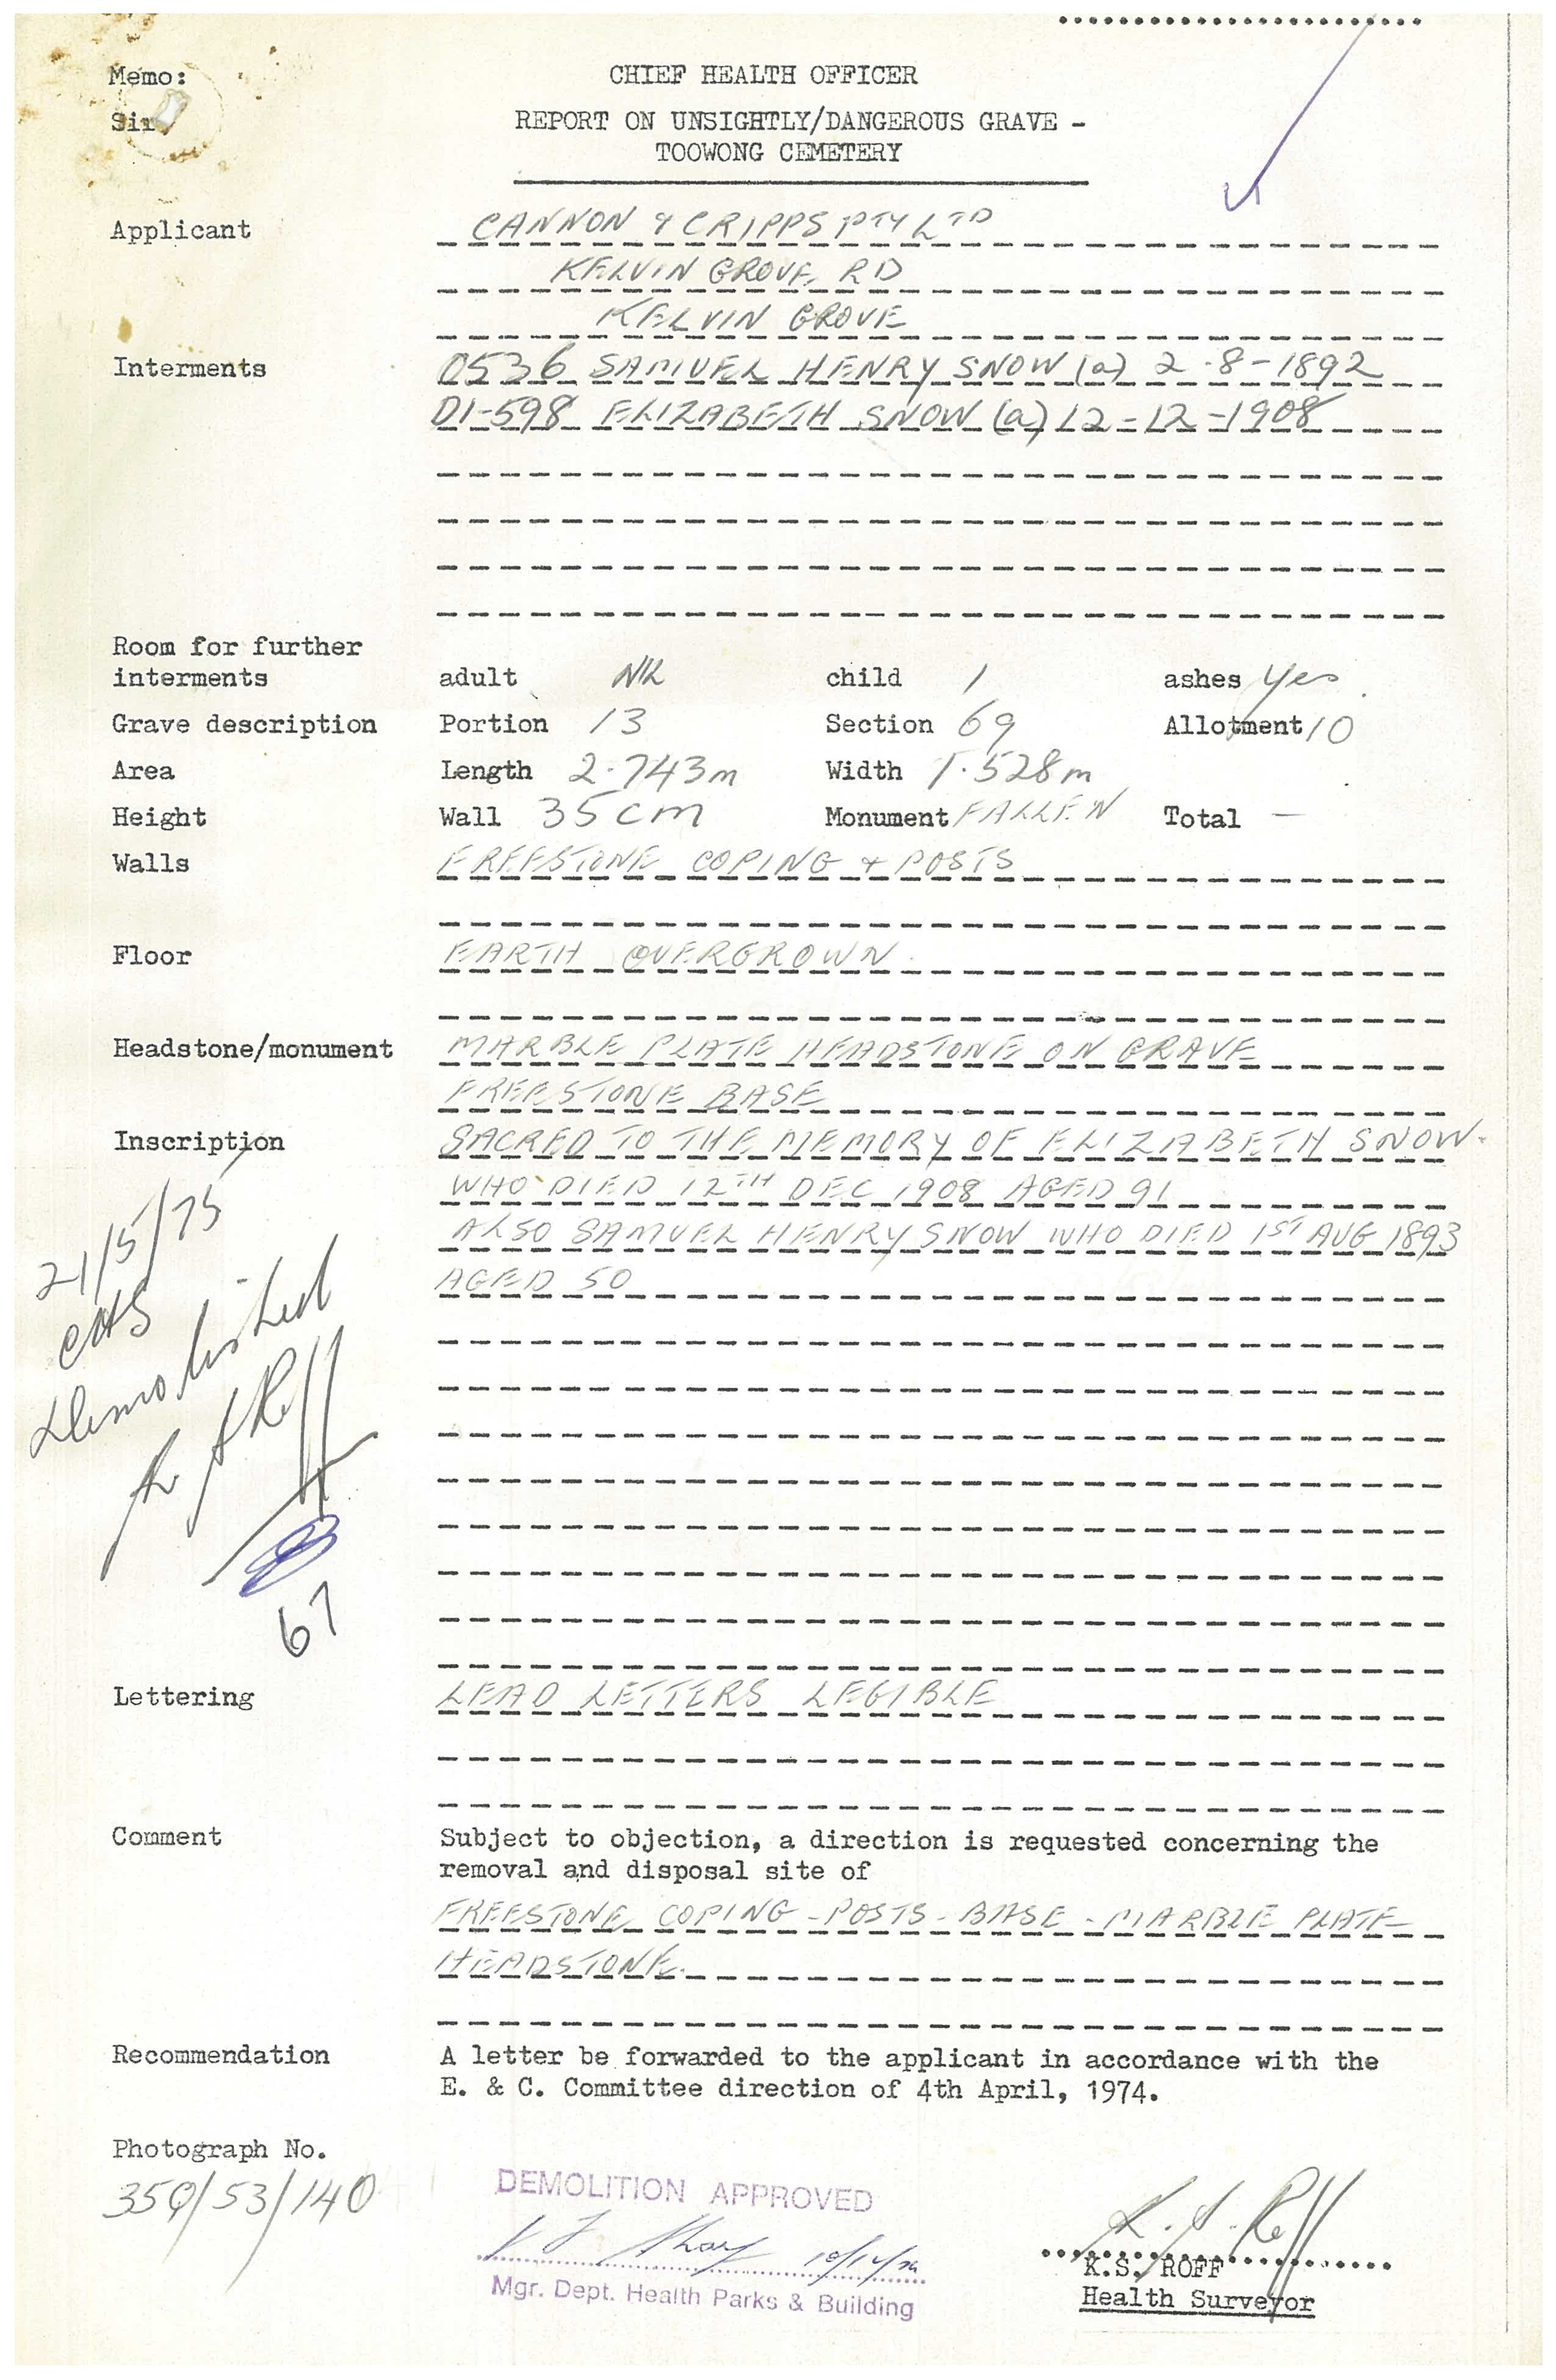 Memo:
CHIEF HEALTH OFFICER
Sir,
REPORT ON UNSIGHTLY/DANGEROUS GRAVE -
TOOWONG CEMETERY
Applicant CANNON & CRIPPS PTY LTD
KELVIN GROVE, RD
KELVIN GROVE
Interments 0536 SAMUEL HENRY SNOW (a) 2-8-1892
D1-598 ELIZABETH SNOW (a) 12-12-1908
Room for further
interments adult NIL child 1 ashes Yes.
Grave description Portion 13 Section 69 Allotment 10
Area Length 2.743m Width 1.528m
Height Wall 35cm Monument FALLEN Total —
Walls FREESTONE COPING & POSTS
Floor EARTH OVERGROWN.
Headstone/monument MARBLE PLATE HEADSTONE ON GRAVE
FREESTONE BASE
Inscription SACRED TO THE MEMORY OF ELIZABETH SNOW.
WHO DIED 12TH DEC 1908 AGED 91
ALSO SAMUEL HENRY SNOW WHO DIED 1ST AUG 1893
AGED 50
21/5/75
CHS
Demolished
67
Lettering LEAD LETTERS LEGIBLE
Comment Subject to objection, a direction is requested concerning the
removal and disposal site of
FREESTONE COPING - POSTS - BASE - MARBLE PLATE
HEADSTONE.
Recommendation A letter be forwarded to the applicant in accordance with the
E. & C. Committee direction of 4th April, 1974.
Photograph No.
350/53/140
DEMOLITION APPROVED
Mgr. Dept. Health Parks & Building
K.S. Roff
K.S. ROFF
Health Surveyor